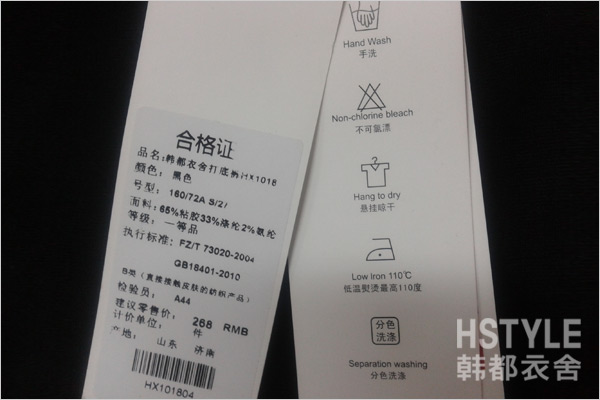 合格证
品名:韩都衣舍打底裤HX1018
颜色: 黑色
号型: 160/72A S/27
面料: 65%粘胶33%涤纶2%氨纶
等级: 一等品
执行标准: FZ/T 73020-2004
GB18401-2010
B类 (直接接触皮肤的纺织产品)
检验员: A44
建议零售价: 268 RMB
计价单位: 件
产地: 山东 济南
HX101804
Hand Wash
手洗
Non-chlorine bleach
不可氯漂
Hang to dry
悬挂晾干
Low Iron 110℃
低温熨烫最高110度
分色
洗涤
Separation washing
分色洗涤
HSTYLE
韩都衣舍